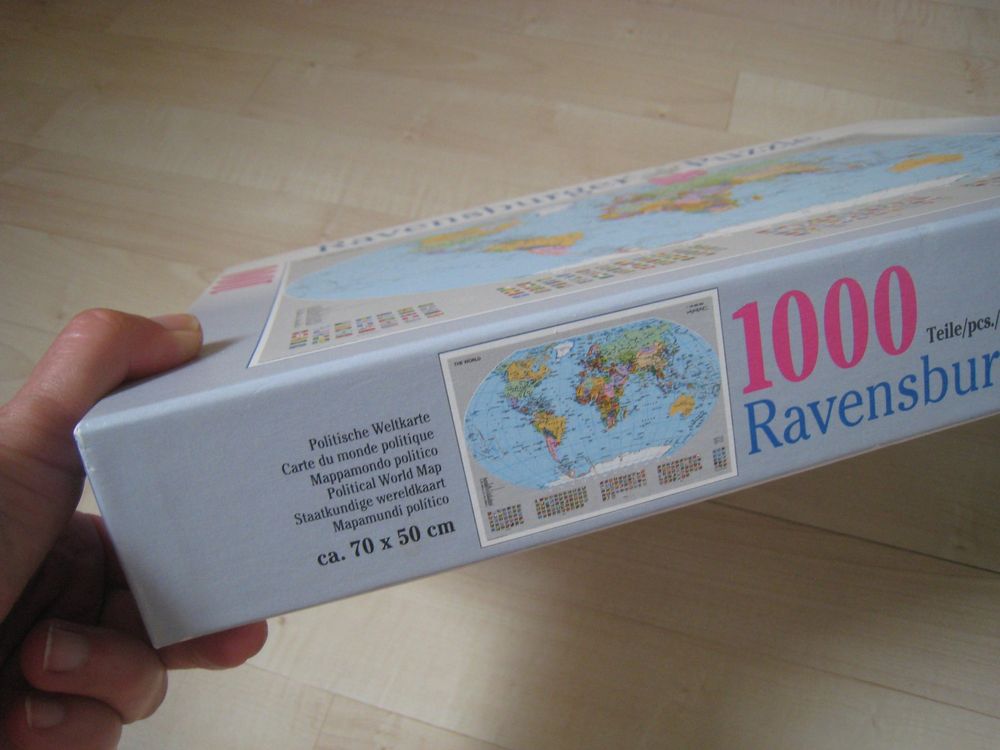 Ravensburger Puzzle
1000
THE WORLD
Politische Weltkarte
Carte du monde politique
Mappamondo politico
Political World Map
Staatkundige wereldkaart
Mapamundi político
ca. 70 x 50 cm
1000 Teile/pcs./
Ravensbur